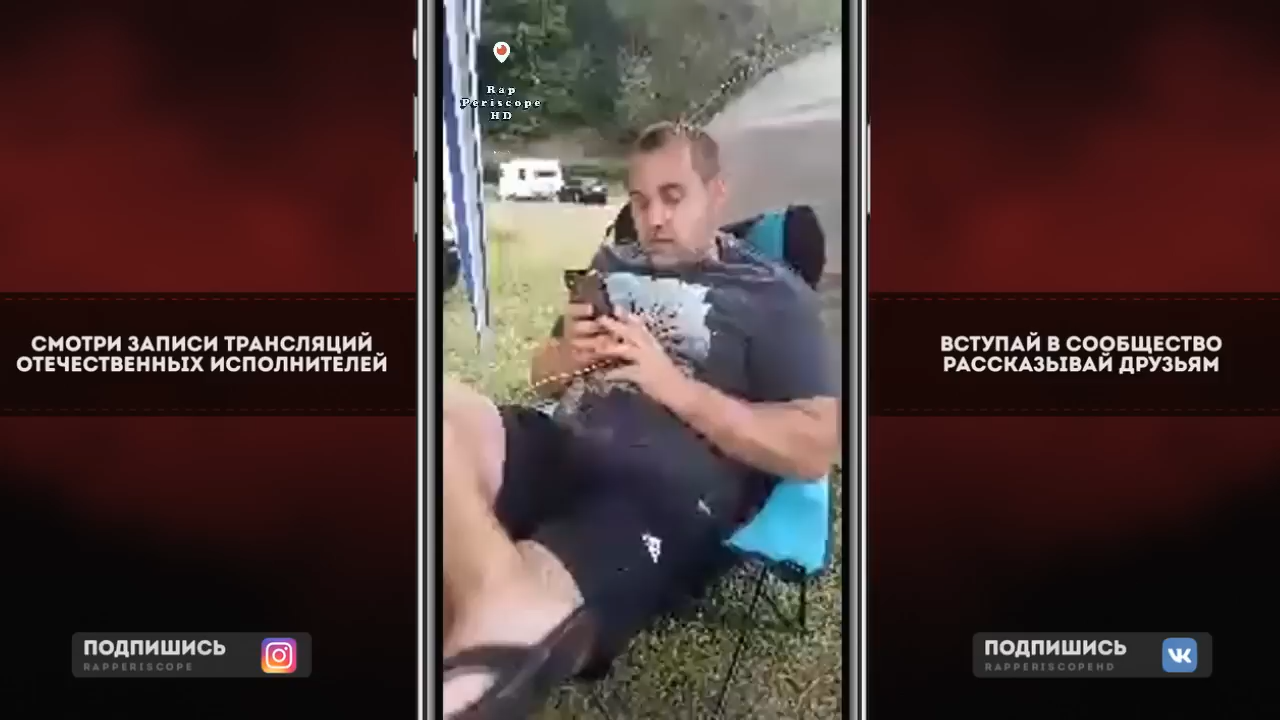 Rap
Periscope
HD
СМОТРИ ЗАПИСИ ТРАНСЛЯЦИЙ
ОТЕЧЕСТВЕННЫХ ИСПОЛНИТЕЛЕЙ
ВСТУПАЙ В СООБЩЕСТВО
РАССКАЗЫВАЙ ДРУЗЬЯМ
ПОДПИШИСЬ
RAPPERISCOPE
ПОДПИШИСЬ
RAPPERISCOPEHD